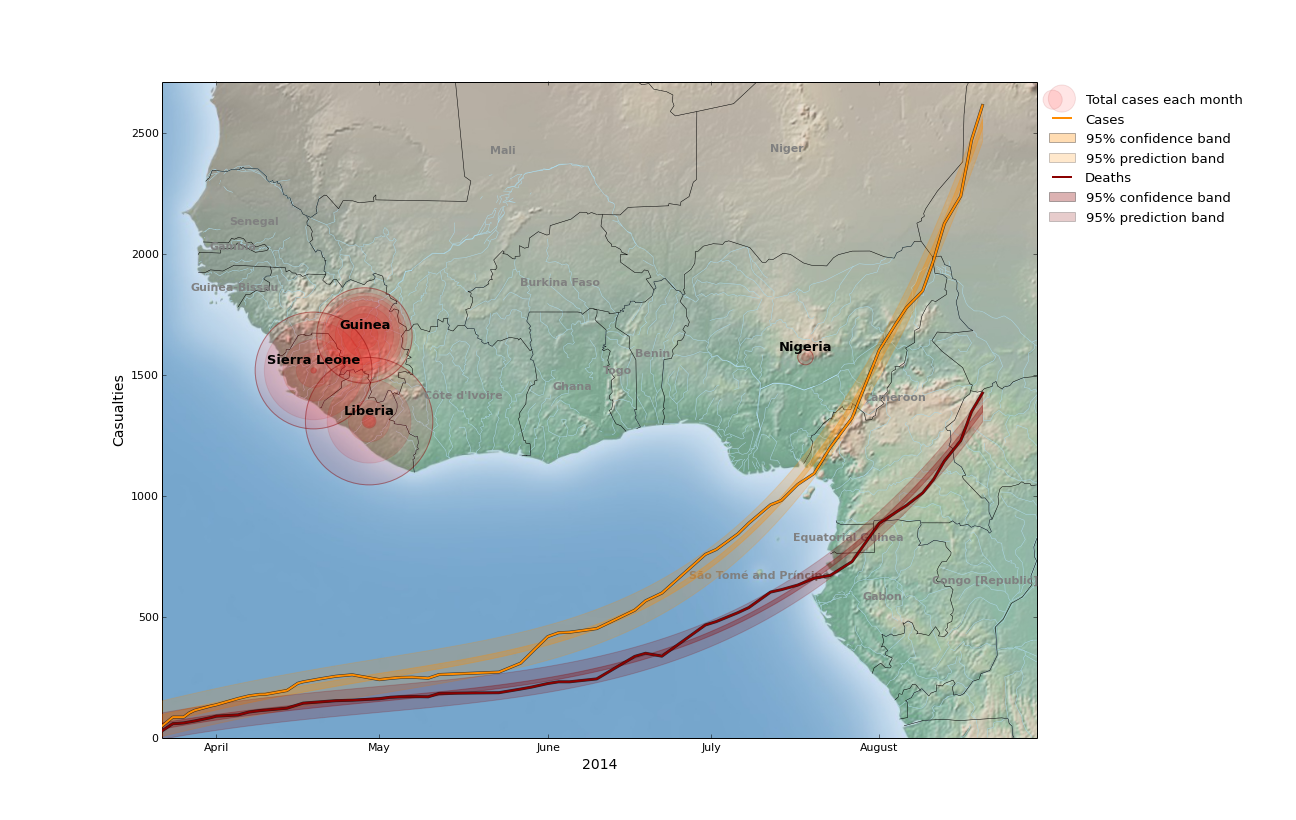 Total cases each month
Cases
95% confidence band
95% prediction band
Deaths
95% confidence band
95% prediction band
Casualties
2500
2000
1500
1000
500
0
Mali
Niger
Senegal
Gambia
Guinea-Bissau
Burkina Faso
Guinea
Nigeria
Benin
Sierra Leone
Togo
Ghana
Côte d'Ivoire
Cameroon
Liberia
Equatorial Guinea
São Tomé and Príncipe
Congo [Republic]
Gabon
April
May
June
July
August
2014